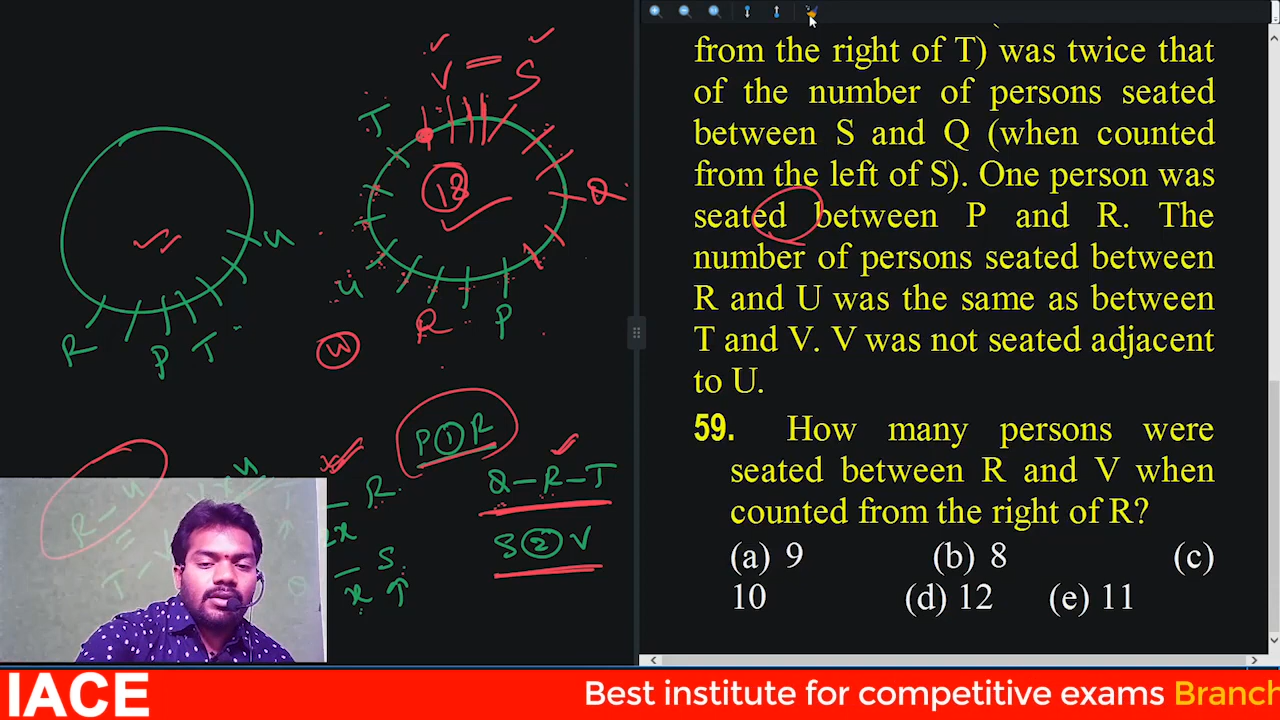 from the right of T) was twice that
of the number of persons seated
between S and Q (when counted
from the left of S). One person was
seated between P and R. The
number of persons seated between
R and U was the same as between
T and V. V was not seated adjacent
to U.
59. How many persons were
seated between R and V when
counted from the right of R?
(a) 9 (b) 8 (c)
10 (d) 12 (e) 11
V S
T
Q
18
U
U
R P T
W
R P
P 1 R
R - U
R
Q - R - T
2x
S 2 V
S
x
IACE
Best institute for competitive exams Branch